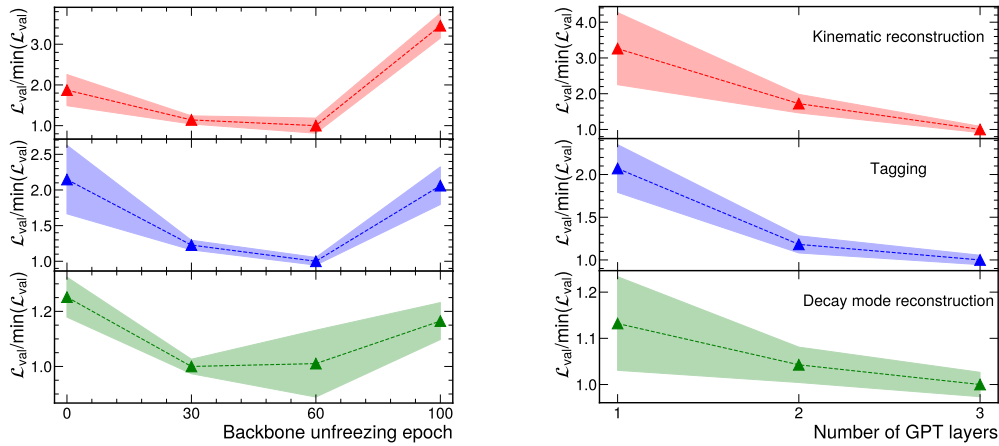 ℒval/min(ℒval)
3.0
2.0
1.0
ℒval/min(ℒval)
2.5
2.0
1.5
1.0
ℒval/min(ℒval)
1.2
1.0
0 30 60 100
Backbone unfreezing epoch
Kinematic reconstruction
ℒval/min(ℒval)
4.0
3.0
2.0
1.0
Tagging
ℒval/min(ℒval)
2.0
1.5
1.0
Decay mode reconstruction
ℒval/min(ℒval)
1.2
1.1
1.0
1 2 3
Number of GPT layers